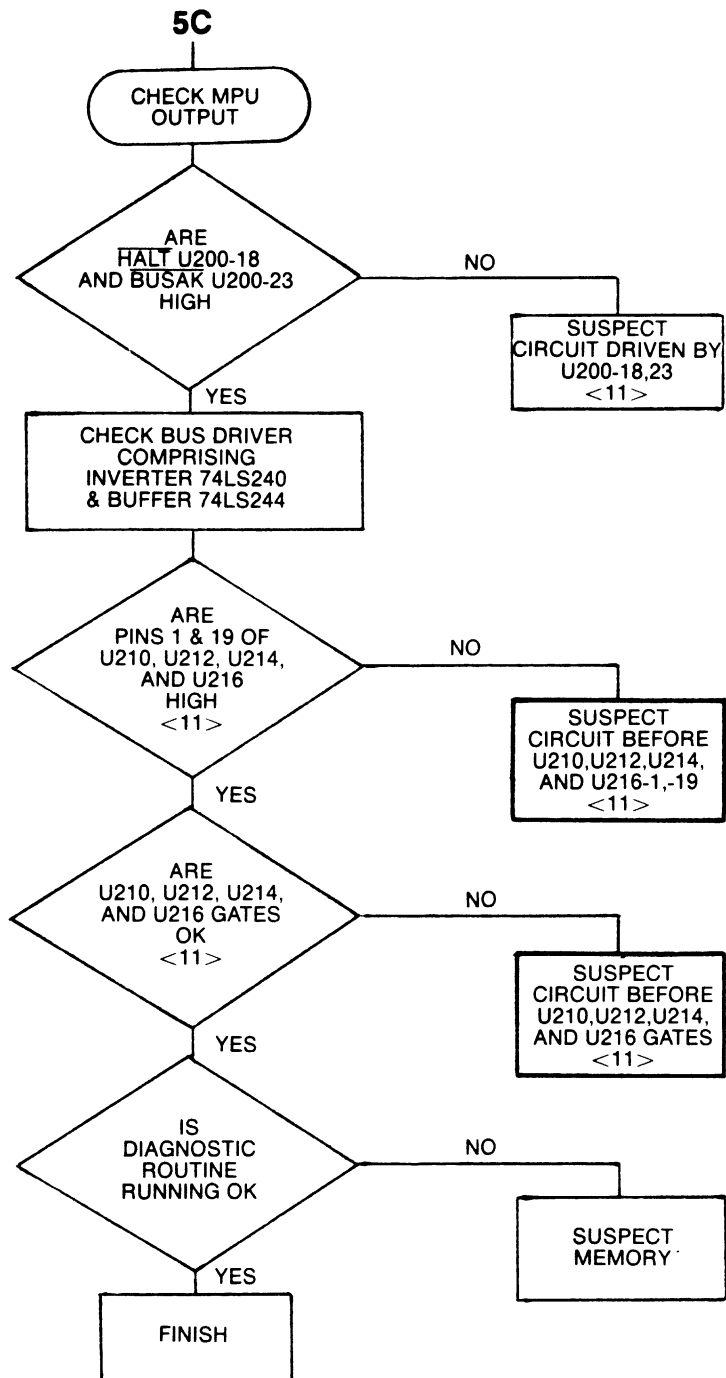 5C
CHECK MPU
OUTPUT
ARE
HALT U200-18
AND BUSAK U200-23
HIGH
NO
SUSPECT
CIRCUIT DRIVEN BY
U200-18,23
<11>
YES
CHECK BUS DRIVER
COMPRISING
INVERTER 74LS240
& BUFFER 74LS244
ARE
PINS 1 & 19 OF
U210, U212, U214,
AND U216
HIGH
<11>
NO
SUSPECT
CIRCUIT BEFORE
U210,U212,U214,
AND U216-1,-19
<11>
YES
ARE
U210, U212, U214,
AND U216 GATES
OK
<11>
NO
SUSPECT
CIRCUIT BEFORE
U210,U212,U214,
AND U216 GATES
<11>
YES
IS
DIAGNOSTIC
ROUTINE
RUNNING OK
NO
SUSPECT
MEMORY
YES
FINISH